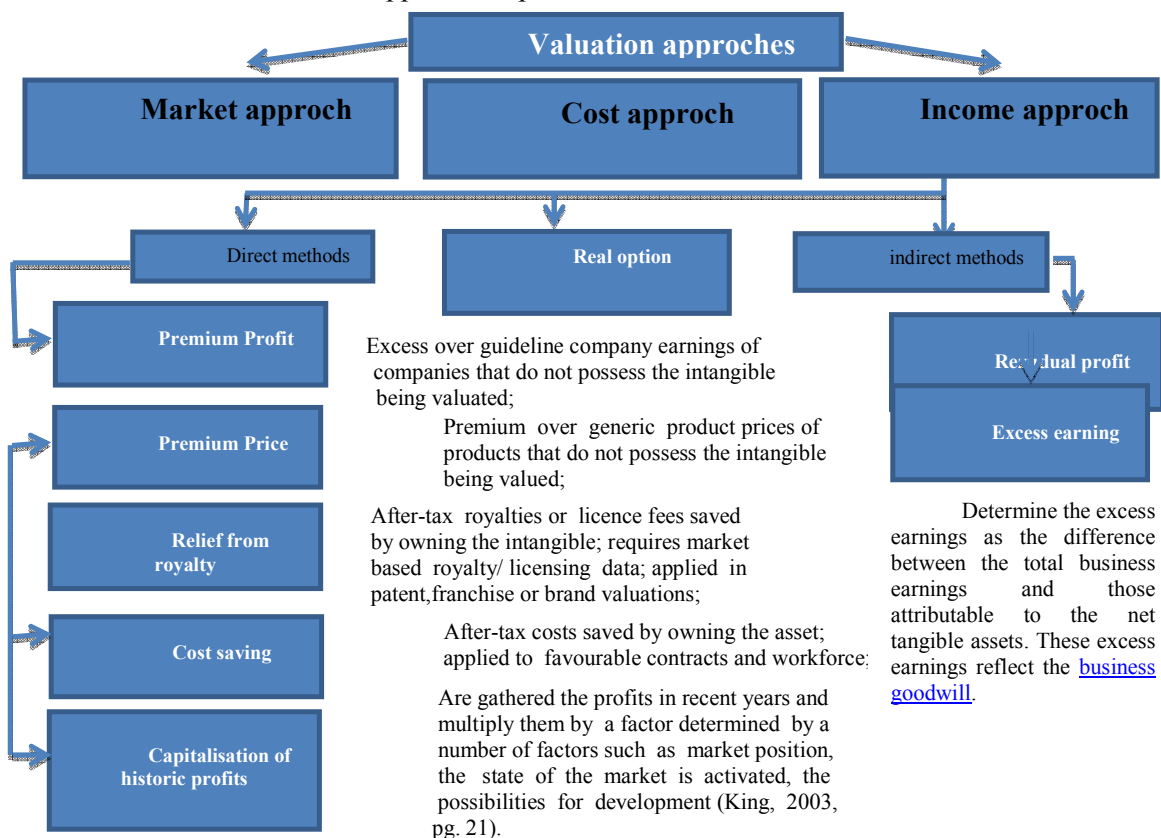 Valuation approches
Market approch
Cost approch
Income approch
Direct methods
Real option
indirect methods
Premium Profit
Premium Price
Relief from
royalty
Cost saving
Capitalisation of
historic profits
Excess over guideline company earnings of
companies that do not possess the intangible
being valuated;
Premium over generic product prices of
products that do not possess the intangible
being valued;
After-tax royalties or licence fees saved
by owning the intangible; requires market
based royalty/ licensing data; applied in
patent,franchise or brand valuations;
After-tax costs saved by owning the asset;
applied to favourable contracts and workforce;
Are gathered the profits in recent years and
multiply them by a factor determined by a
number of factors such as market position,
the state of the market is activated, the
possibilities for development (King, 2003,
pg. 21).
Residual profit
Excess earning
Determine the excess
earnings as the difference
between the total business
earnings and those
attributable to the net
tangible assets. These excess
earnings reflect the business
goodwill.